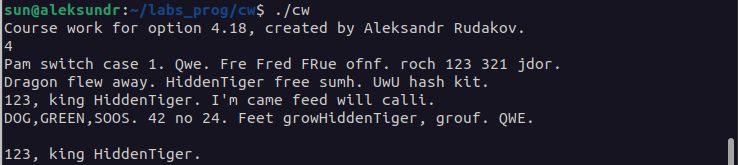 sun@aleksundr:~/labs_prog/cw$ ./cw
Course work for option 4.18, created by Aleksandr Rudakov.
4
Pam switch case 1. Qwe. Fre Fred FRue ofnf. roch 123 321 jdor.
Dragon flew away. HiddenTiger free sumh. UwU hash kit.
123, king HiddenTiger. I'm came feed will calli.
DOG,GREEN,SOOS. 42 no 24. Feet growHiddenTiger, grouf. QWE.
123, king HiddenTiger.